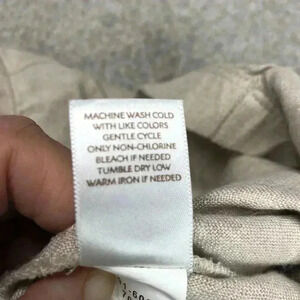 MACHINE WASH COLD
WITH LIKE COLORS
GENTLE CYCLE
ONLY NON-CHLORINE
BLEACH IF NEEDED
TUMBLE DRY LOW
WARM IRON IF NEEDED